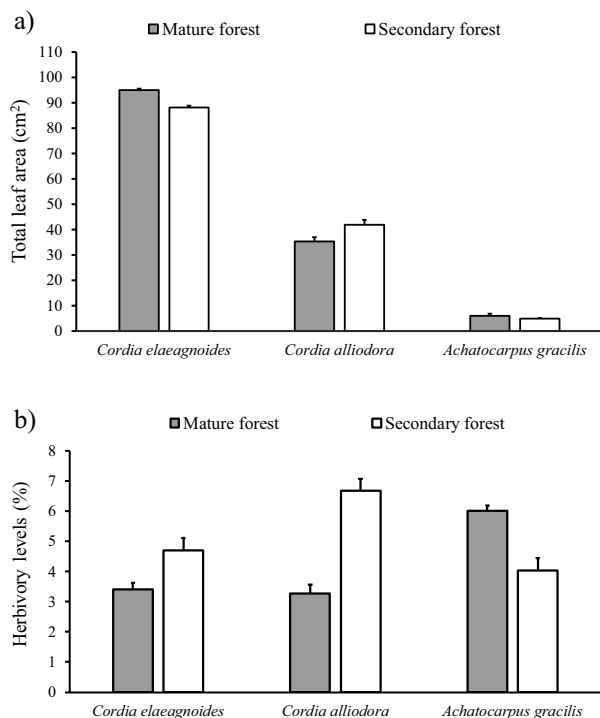 a)
Mature forest Secondary forest
Total leaf area (cm²)
110
100
90
80
70
60
50
40
30
20
10
0
Cordia elaeagnoides Cordia alliodora Achatocarpus gracilis
b)
Mature forest Secondary forest
Herbivory levels (%)
8
7
6
5
4
3
2
1
0
Cordia elaeagnoides Cordia alliodora Achatocarpus gracilis